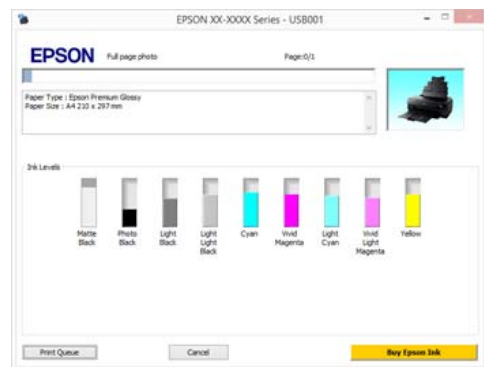 EPSON XX-XXXX Series - USB001
EPSON
Full page photo
Page:0/1
Paper Type : Epson Premium Glossy
Paper Size : A4 210 x 297 mm
Ink Levels
Matte
Black
Photo
Black
Light
Black
Light
Light
Black
Cyan
Vivid
Magenta
Light
Cyan
Vivid
Light
Magenta
Yellow
Print Queue
Cancel
Buy Epson Ink